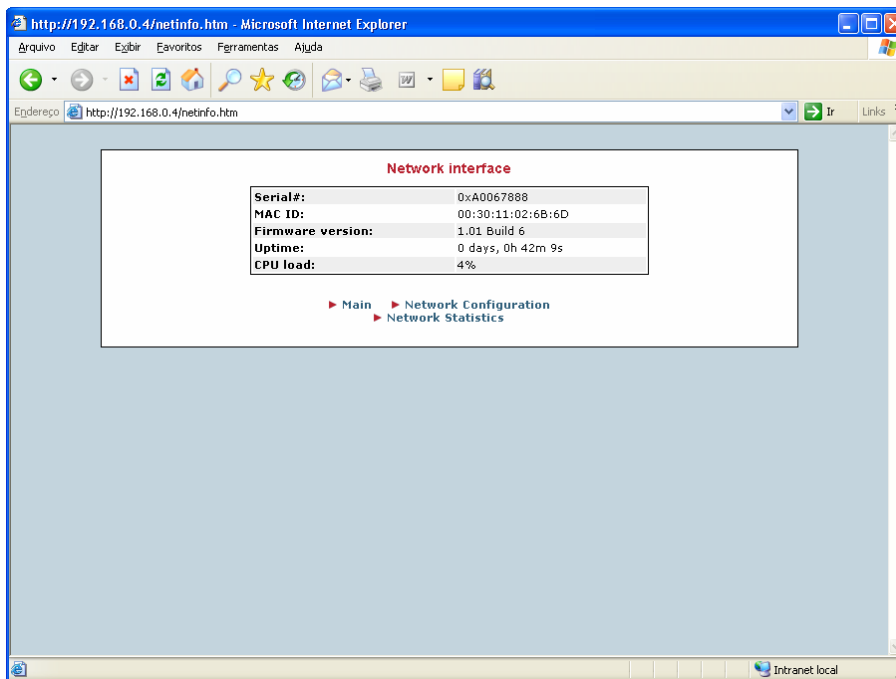 http://192.168.0.4/netinfo.htm - Microsoft Internet Explorer
Arquivo Editar Exibir Favoritos Ferramentas Ajuda
W
Endereço http://192.168.0.4/netinfo.htm Ir Links
Network interface
Serial#: 0xA0067888
MAC ID: 00:30:11:02:6B:6D
Firmware version: 1.01 Build 6
Uptime: 0 days, 0h 42m 9s
CPU load: 4%
Main Network Configuration
Network Statistics
Intranet local